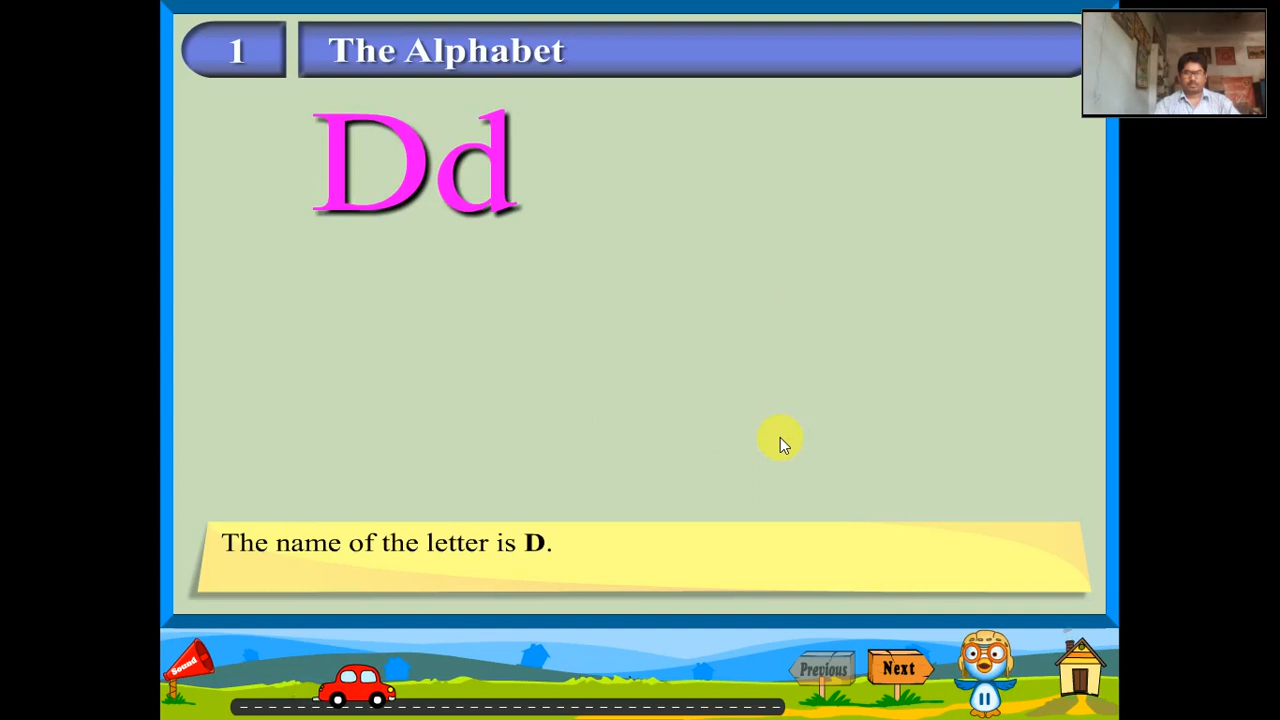 1
The Alphabet
Dd
The name of the letter is D.
Sound
Previous
Next